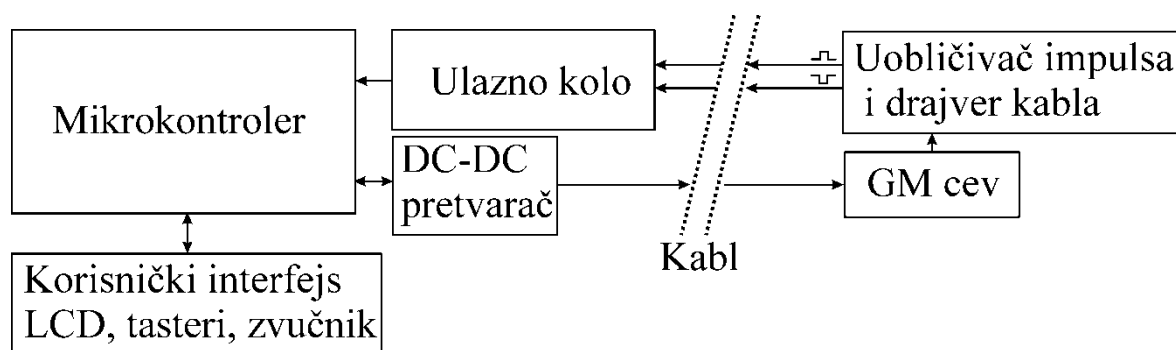 Mikrokontroler
Ulazno kolo
Uobličivač impulsa
i drajver kabla
DC-DC
pretvarač
GM cev
Kabl
Korisnički interfejs
LCD, tasteri, zvučnik